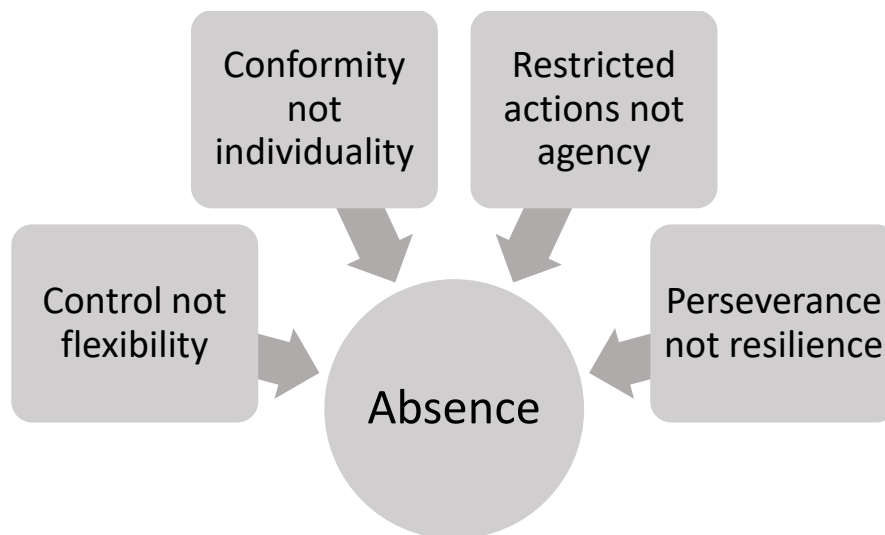 Conformity
not
individuality
Restricted
actions not
agency
Control not
flexibility
Perseverance
not resilience
Absence